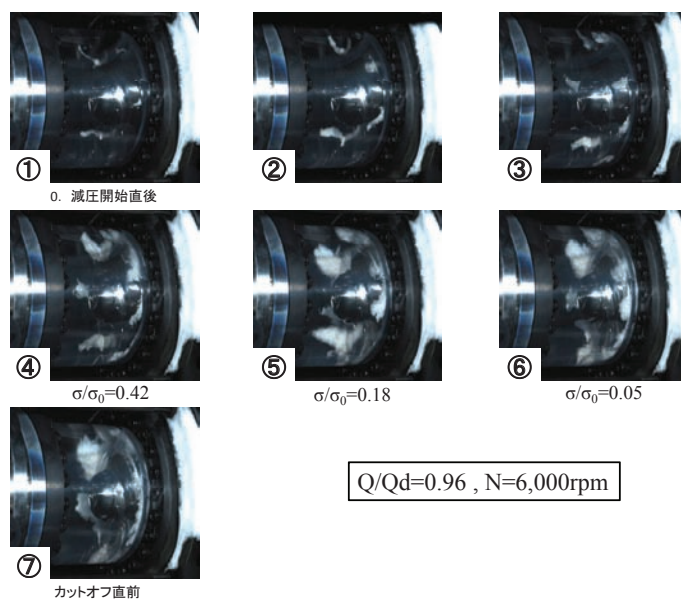 ①
②
③
0. 減圧開始直後
④
⑤
⑥
σ/σ₀=0.42
σ/σ₀=0.18
σ/σ₀=0.05
Q/Qd=0.96 , N=6,000rpm
⑦
カットオフ直前